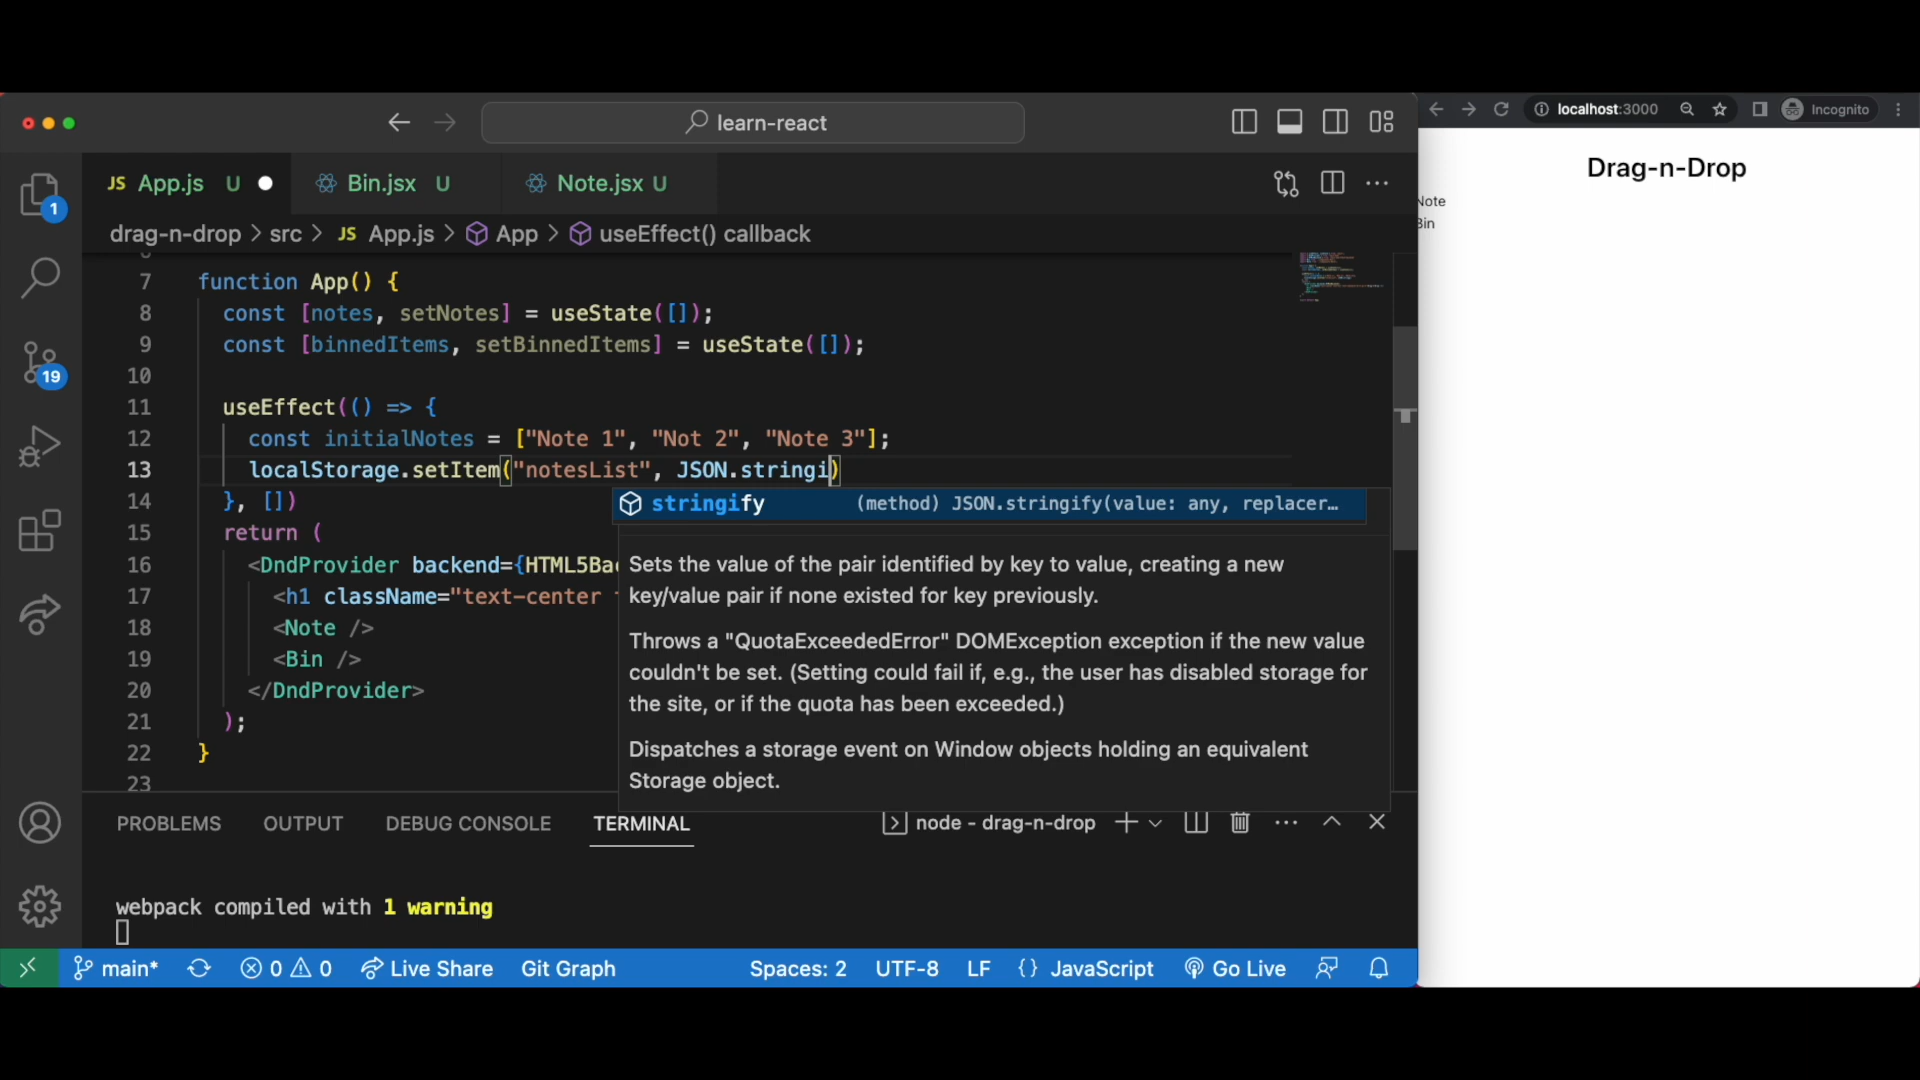 learn-react
localhost:3000
Incognito
JS App.js U
Bin.jsx U
Note.jsx U
drag-n-drop > src > JS App.js > App > useEffect() callback
7 function App() {
8 const [notes, setNotes] = useState([]);
9 const [binnedItems, setBinnedItems] = useState([]);
10
11 useEffect(() => {
12 const initialNotes = ["Note 1", "Not 2", "Note 3"];
13 localStorage.setItem("notesList", JSON.stringi)
14 }, [])
15 return (
16 <DndProvider backend={HTML5Bac
17 <h1 className="text-center
18 <Note />
19 <Bin />
20 </DndProvider>
21 );
22 }
23
stringify (method) JSON.stringify(value: any, replacer…
Sets the value of the pair identified by key to value, creating a new
key/value pair if none existed for key previously.
Throws a "QuotaExceededError" DOMException exception if the new value
couldn't be set. (Setting could fail if, e.g., the user has disabled storage for
the site, or if the quota has been exceeded.)
Dispatches a storage event on Window objects holding an equivalent
Storage object.
PROBLEMS OUTPUT DEBUG CONSOLE TERMINAL node - drag-n-drop
webpack compiled with 1 warning
main* 0 0 Live Share Git Graph Spaces: 2 UTF-8 LF {} JavaScript Go Live
1
19
Drag-n-Drop
Note
Bin